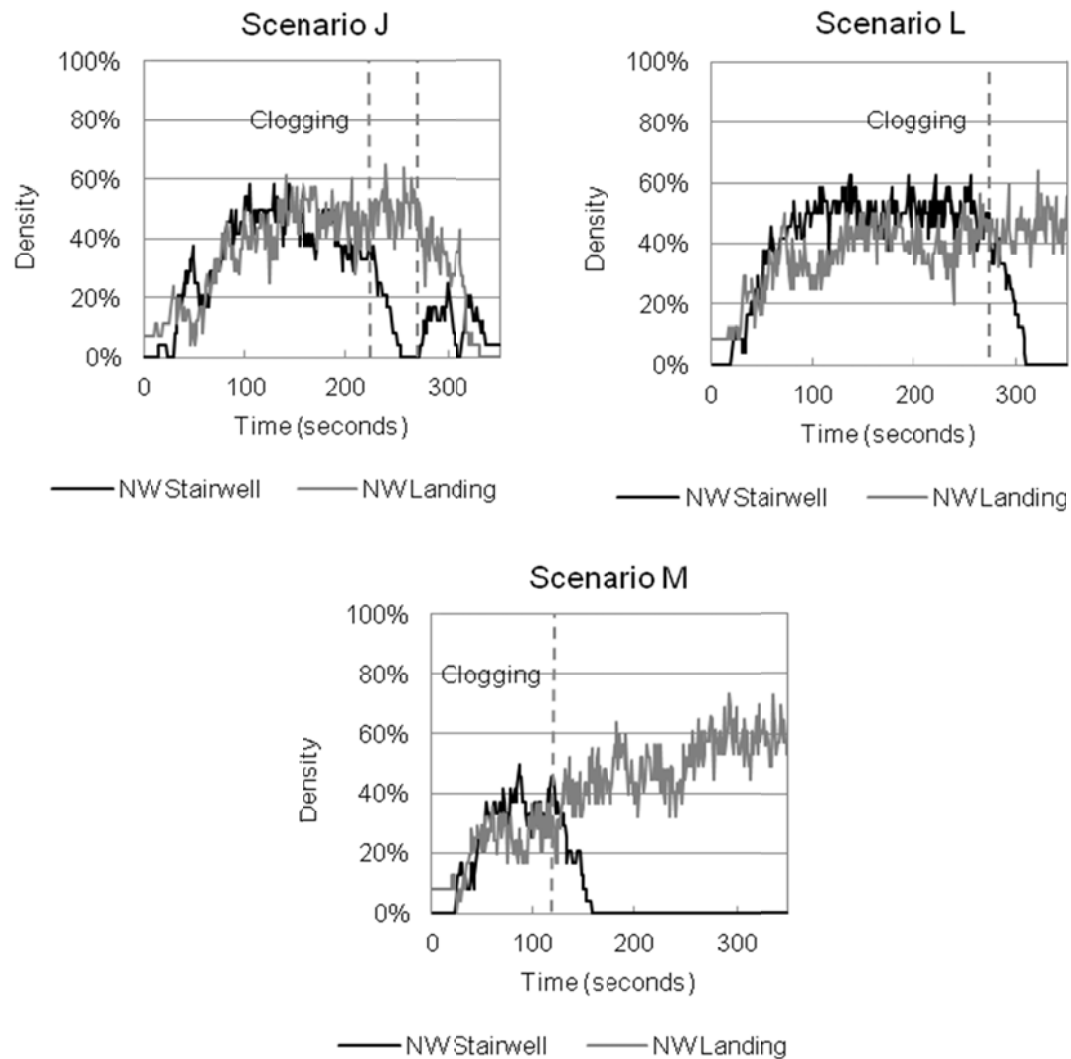 Scenario J
100%
80%
60%
40%
20%
0%
Clogging
Density
0 100 200 300
Time (seconds)
NW Stairwell NW Landing
Scenario L
100%
80%
60%
40%
20%
0%
Clogging
Density
0 100 200 300
Time (seconds)
NW Stairwell NW Landing
Scenario M
100%
80%
60%
40%
20%
0%
Clogging
Density
0 100 200 300
Time (seconds)
NW Stairwell NW Landing